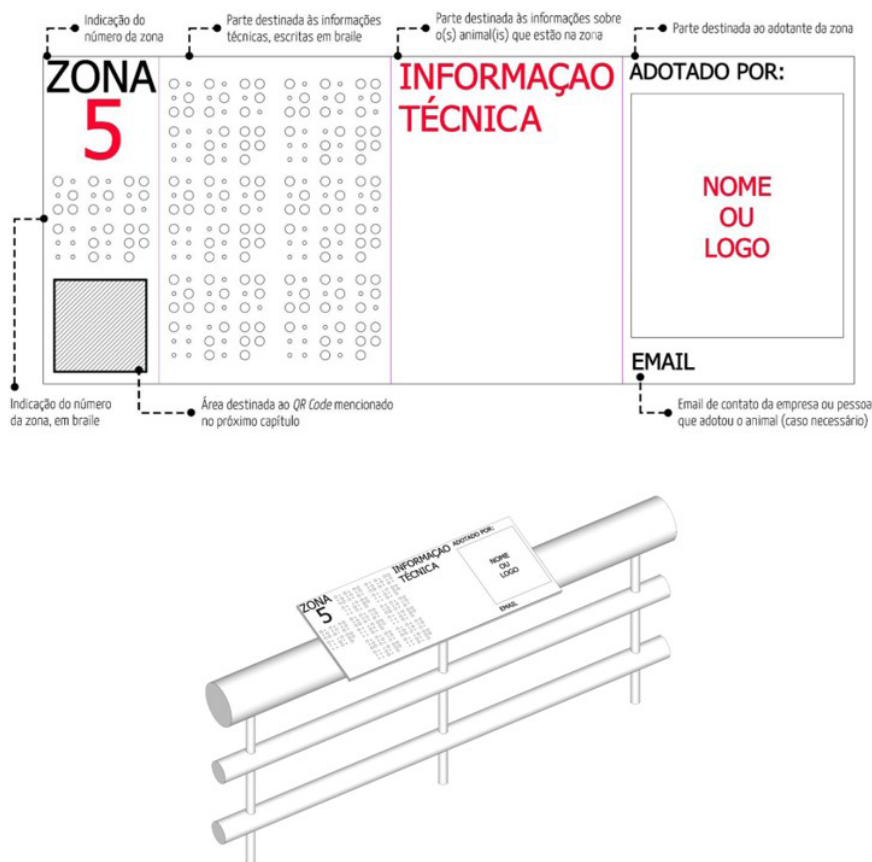 Indicação do
número da zona
Parte destinada às informações
técnicas, escritas em braile
Parte destinada às informações sobre
o(s) animal(is) que estão na zona
Parte destinada ao adotante da zona
ZONA
5
INFORMAÇAO
TÉCNICA
ADOTADO POR:
NOME
OU
LOGO
EMAIL
Indicação do número
da zona, em braile
Área destinada ao QR Code mencionado
no próximo capítulo
Email de contato da empresa ou pessoa
que adotou o animal (caso necessário)
ZONA
5
INFORMAÇAO
TÉCNICA
ADOTADO POR:
NOME
OU
LOGO
EMAIL